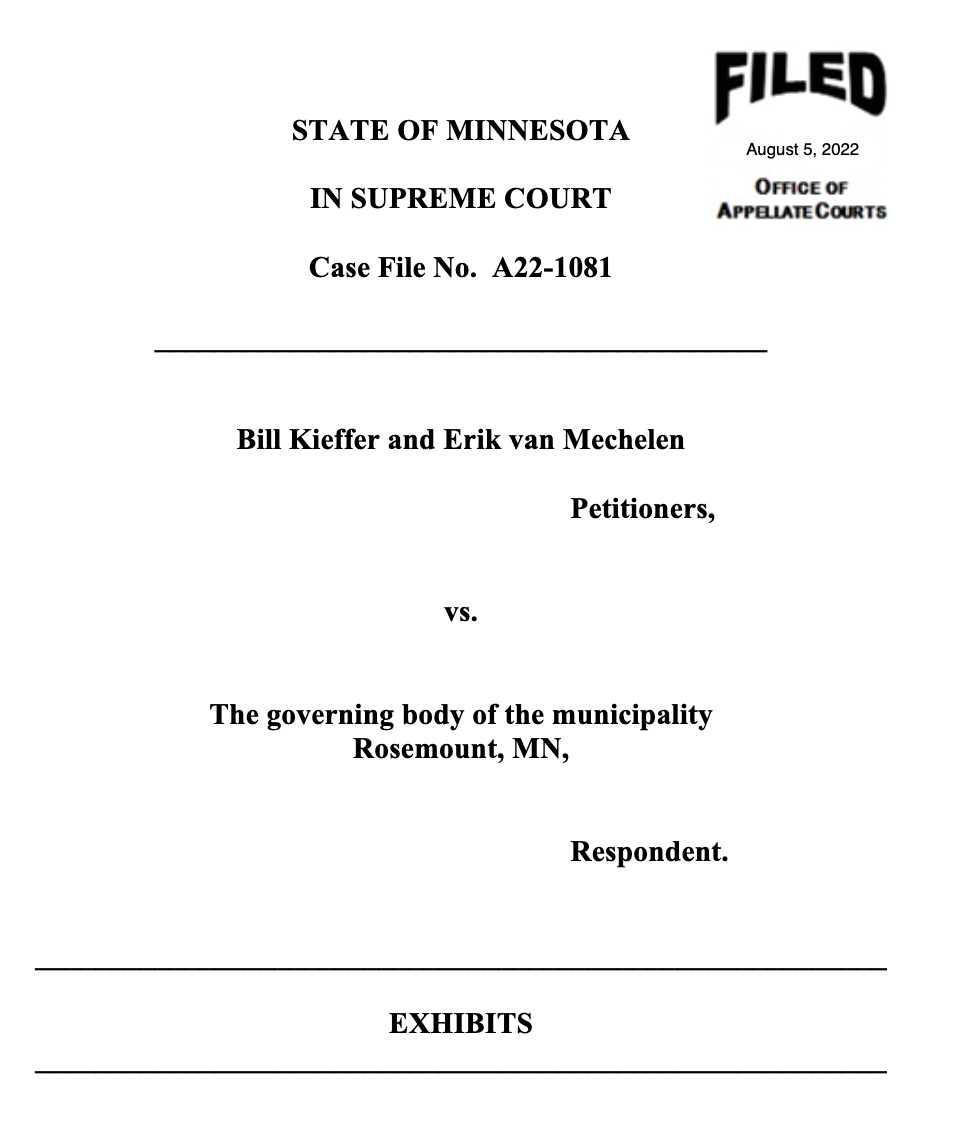 FILED
August 5, 2022
OFFICE OF
APPELLATE COURTS
STATE OF MINNESOTA
IN SUPREME COURT
Case File No. A22-1081
Bill Kieffer and Erik van Mechelen
Petitioners,
vs.
The governing body of the municipality
Rosemount, MN,
Respondent.
EXHIBITS